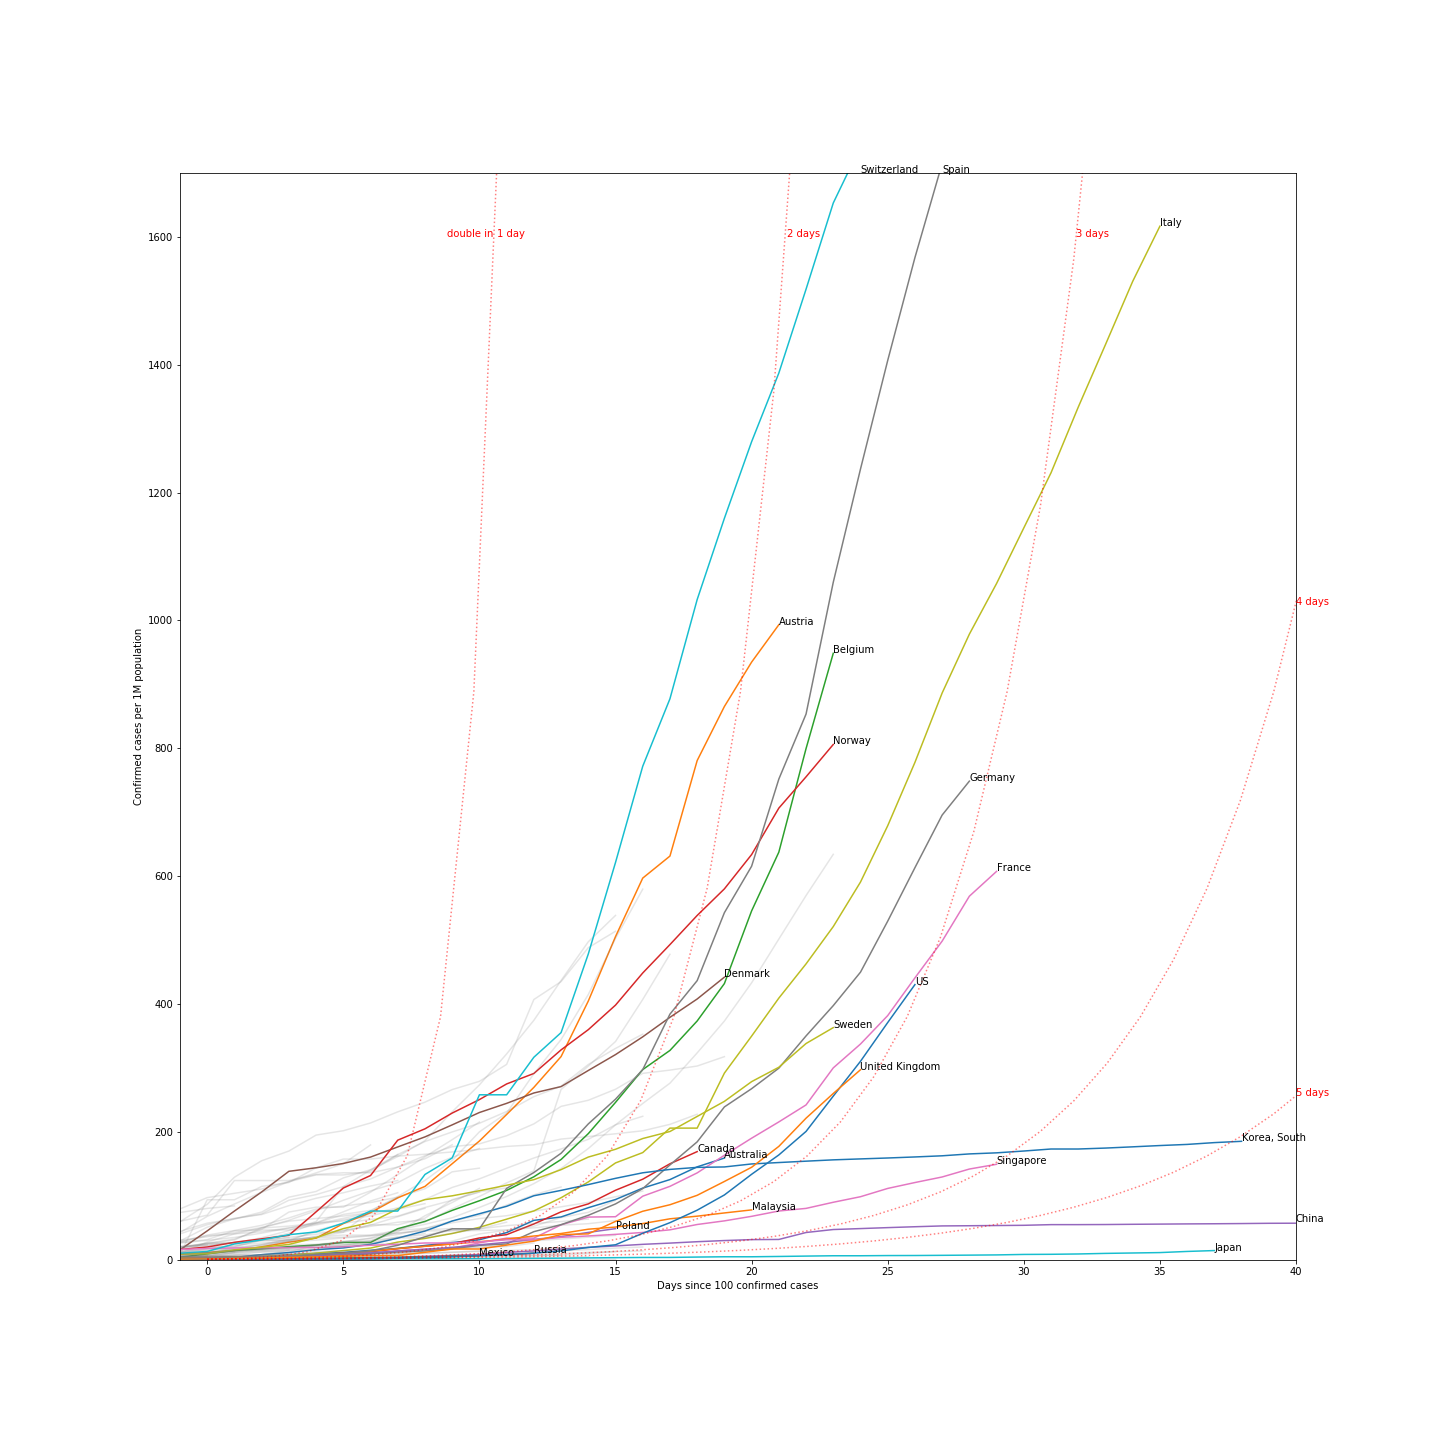 Switzerland
Spain
Italy
1600
double in 1 day
2 days
3 days
1400
1200
1000
4 days
Austria
Belgium
800
Norway
Germany
600
France
Denmark
US
400
Sweden
United Kingdom
5 days
200
Korea, South
Canada
Australia
Singapore
Malaysia
China
Poland
Russia
Mexico
Japan
0
Confirmed cases per 1M population
0 5 10 15 20 25 30 35 40
Days since 100 confirmed cases